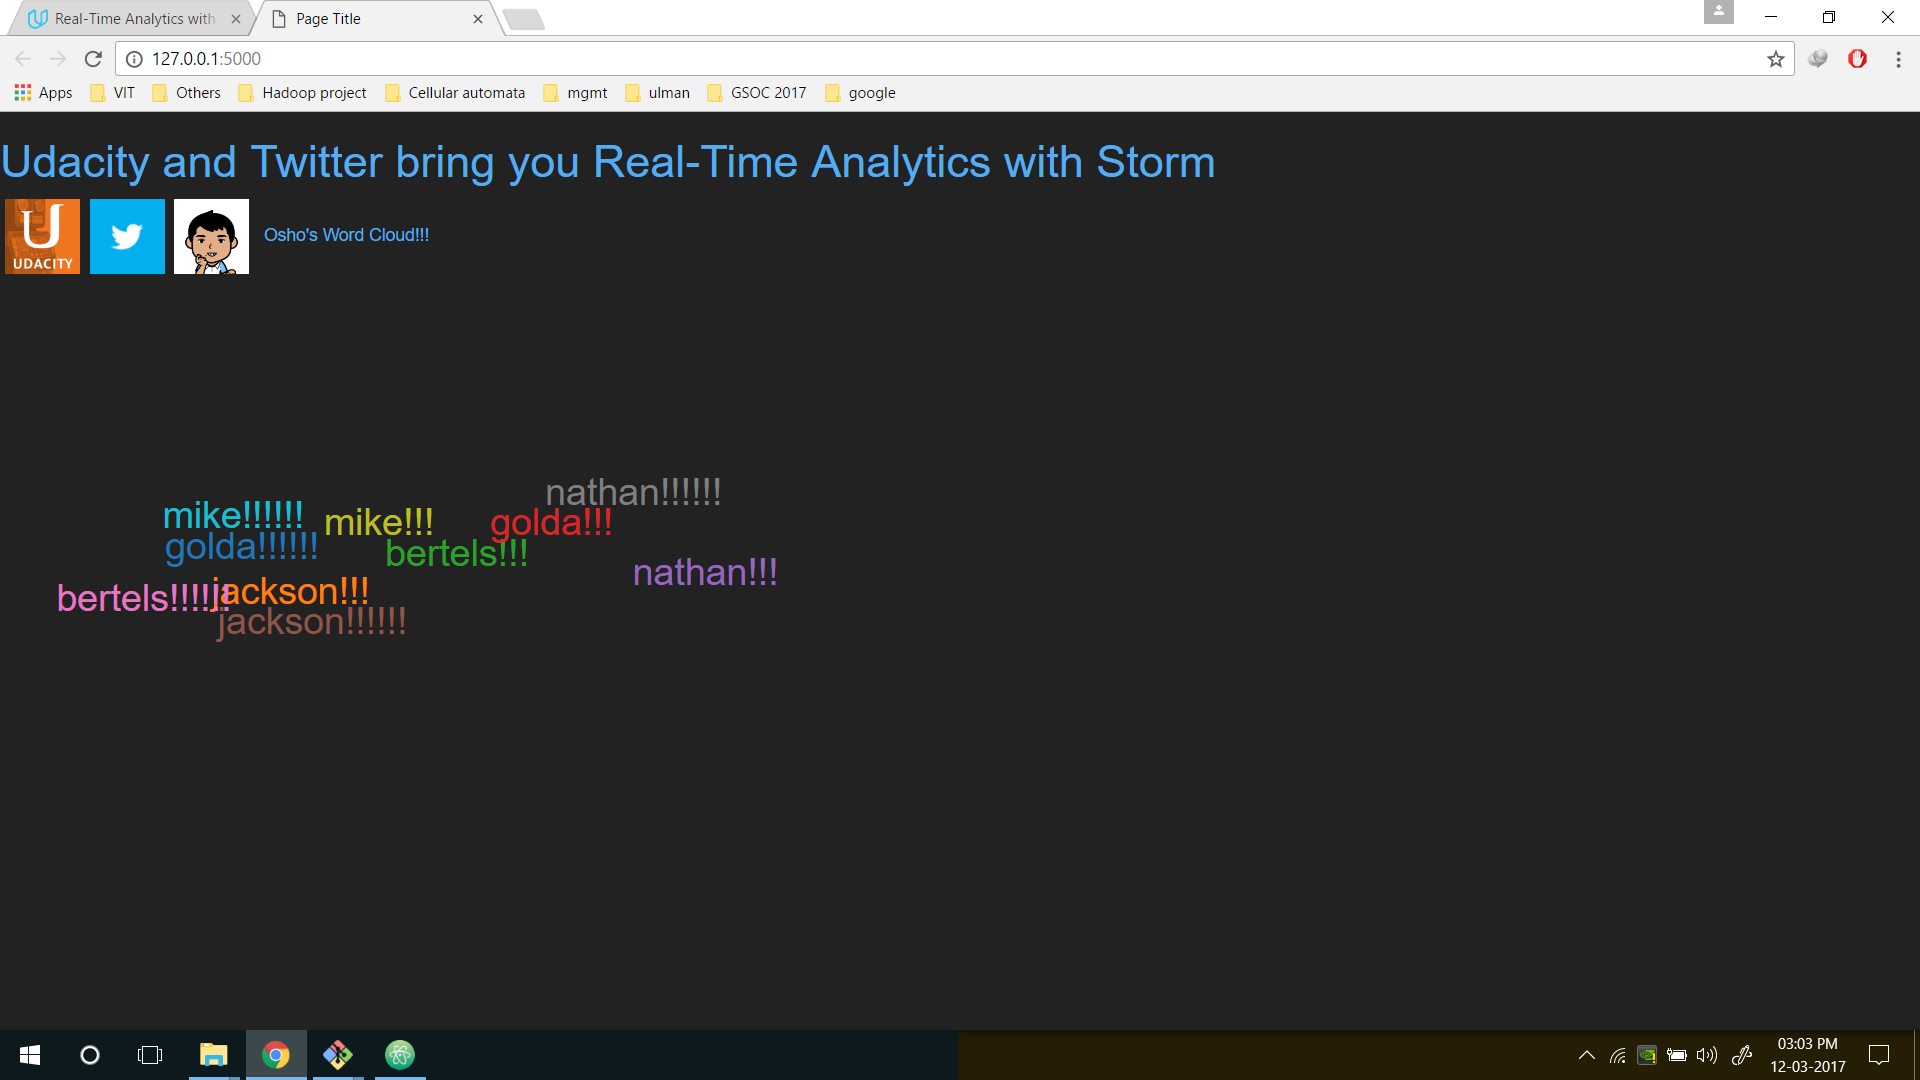 Real-Time Analytics with
Page Title
127.0.0.1:5000
Apps VIT Others Hadoop project Cellular automata mgmt ulman GSOC 2017 google
Udacity and Twitter bring you Real-Time Analytics with Storm
UDACITY
Osho's Word Cloud!!!
nathan!!!!!!
mike!!!!!! mike!!! golda!!!
golda!!!!!! bertels!!!
nathan!!!
bertels!!!!!! jackson!!!
jackson!!!!!!
03:03 PM
12-03-2017